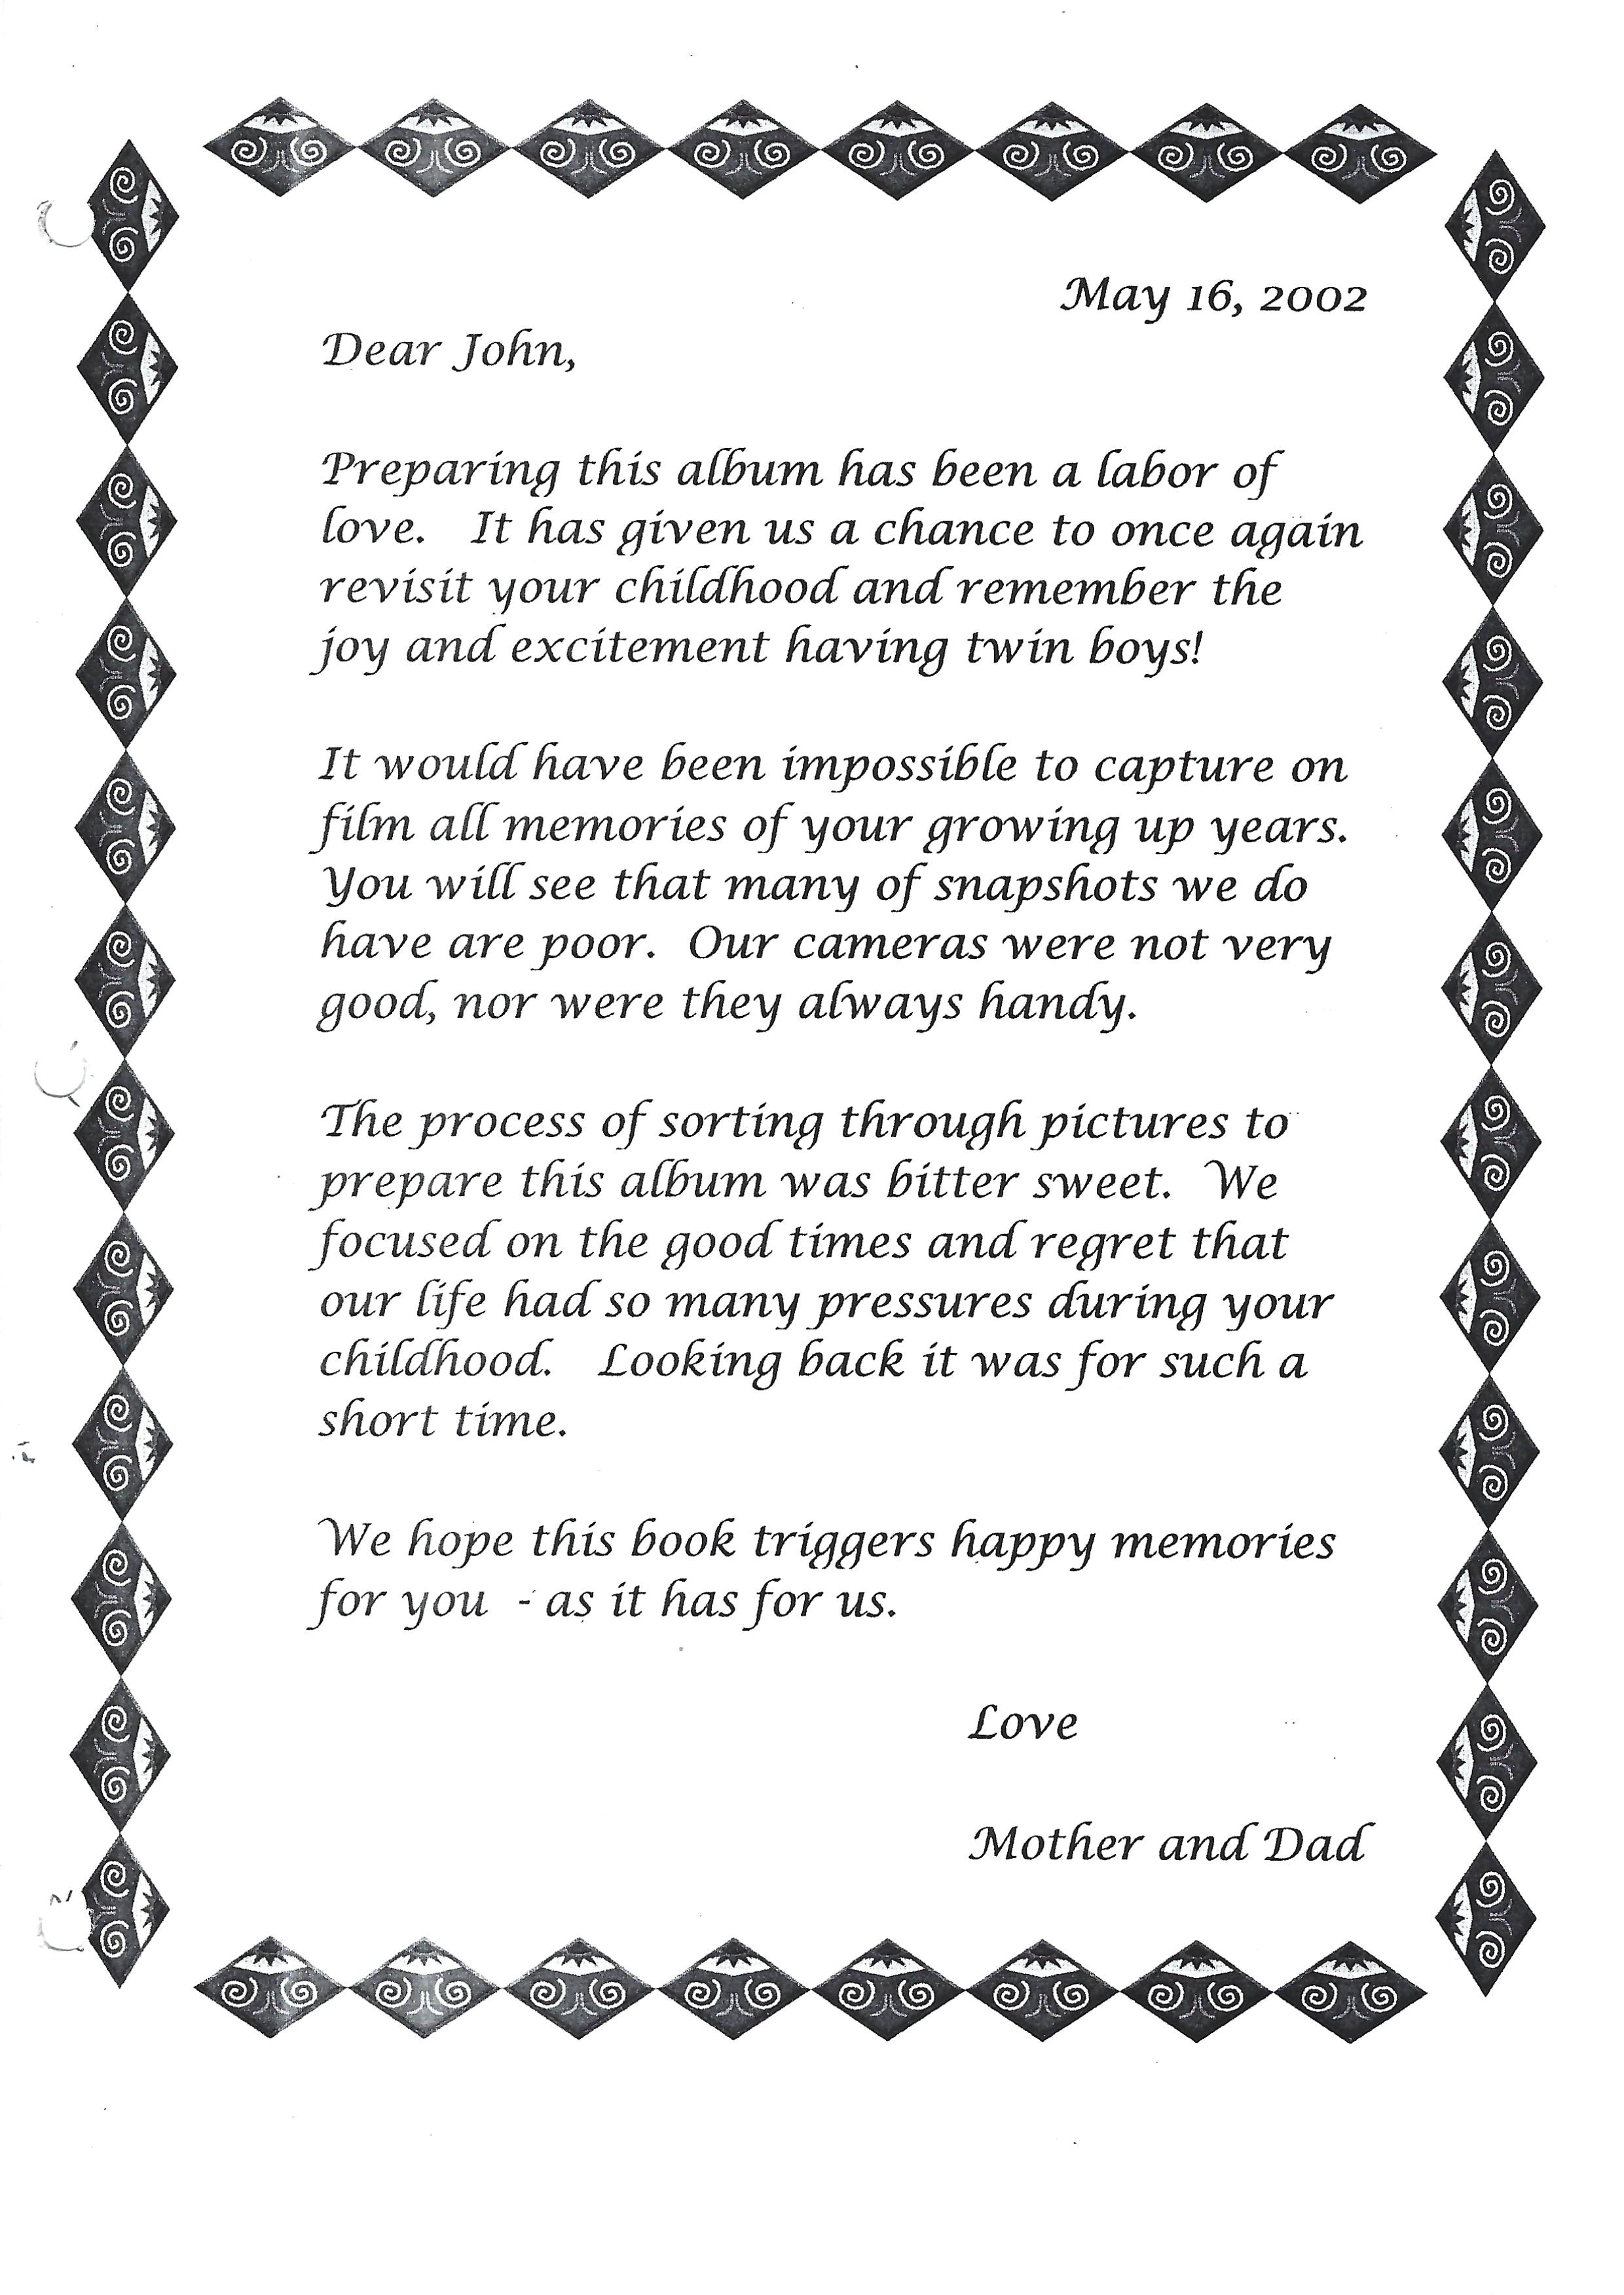 May 16, 2002
Dear John,
Preparing this album has been a labor of
love. It has given us a chance to once again
revisit your childhood and remember the
joy and excitement having twin boys!
It would have been impossible to capture on
film all memories of your growing up years.
You will see that many of snapshots we do
have are poor. Our cameras were not very
good, nor were they always handy.
The process of sorting through pictures to
prepare this album was bitter sweet. We
focused on the good times and regret that
our life had so many pressures during your
childhood. Looking back it was for such a
short time.
We hope this book triggers happy memories
for you - as it has for us.
Love
Mother and Dad